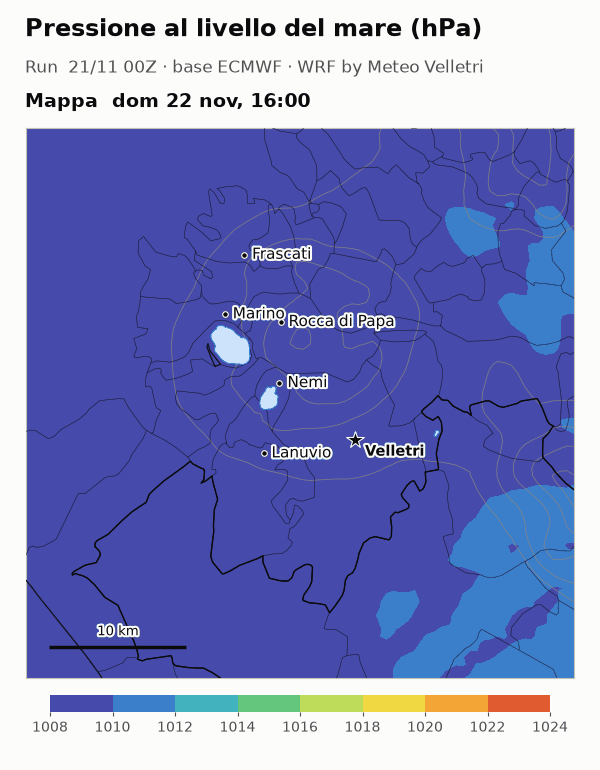 Pressione al livello del mare (hPa)
Run  21/11 00Z · base ECMWF · WRF by Meteo Velletri
Mappa  dom 22 nov, 16:00
Frascati
Marino
Rocca di Papa
Nemi
Velletri
Lanuvio
10 km
1008 1010 1012 1014 1016 1018 1020 1022 1024